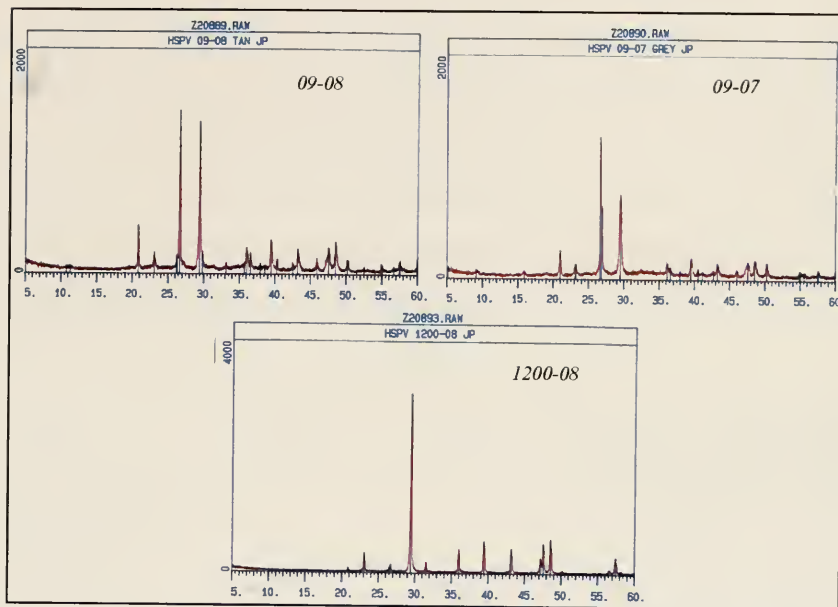 Z20889.RAW
HSPV 09-08 TAN JP
2000
09-08
0
5. 10. 15. 20. 25. 30. 35. 40. 45. 50. 55. 60.
Z20890.RAW
HSPV 09-07 GREY JP
2000
09-07
0
5. 10. 15. 20. 25. 30. 35. 40. 45. 50. 55. 60
Z20893.RAW
HSPV 1200-08 JP
4000
1200-08
0
5. 10. 15. 20. 25. 30. 35. 40. 45. 50. 55. 60.